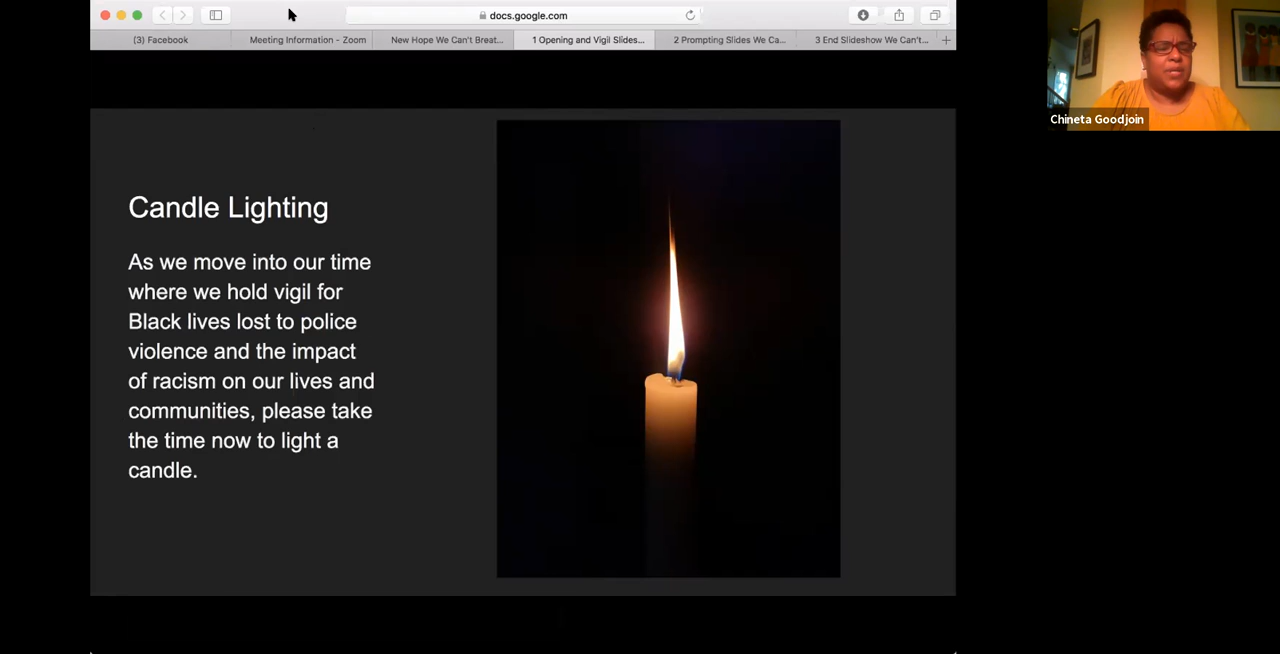 docs.google.com
(3) Facebook
Meeting Information - Zoom
New Hope We Can't Breat...
1 Opening and Vigil Slides...
2 Prompting Slides We Ca...
3 End Slideshow We Can't...
Chineta Goodjoin
Candle Lighting
As we move into our time
where we hold vigil for
Black lives lost to police
violence and the impact
of racism on our lives and
communities, please take
the time now to light a
candle.